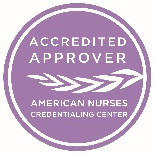 ACCREDITED
APPROVER
AMERICAN NURSES
CREDENTIALING CENTER